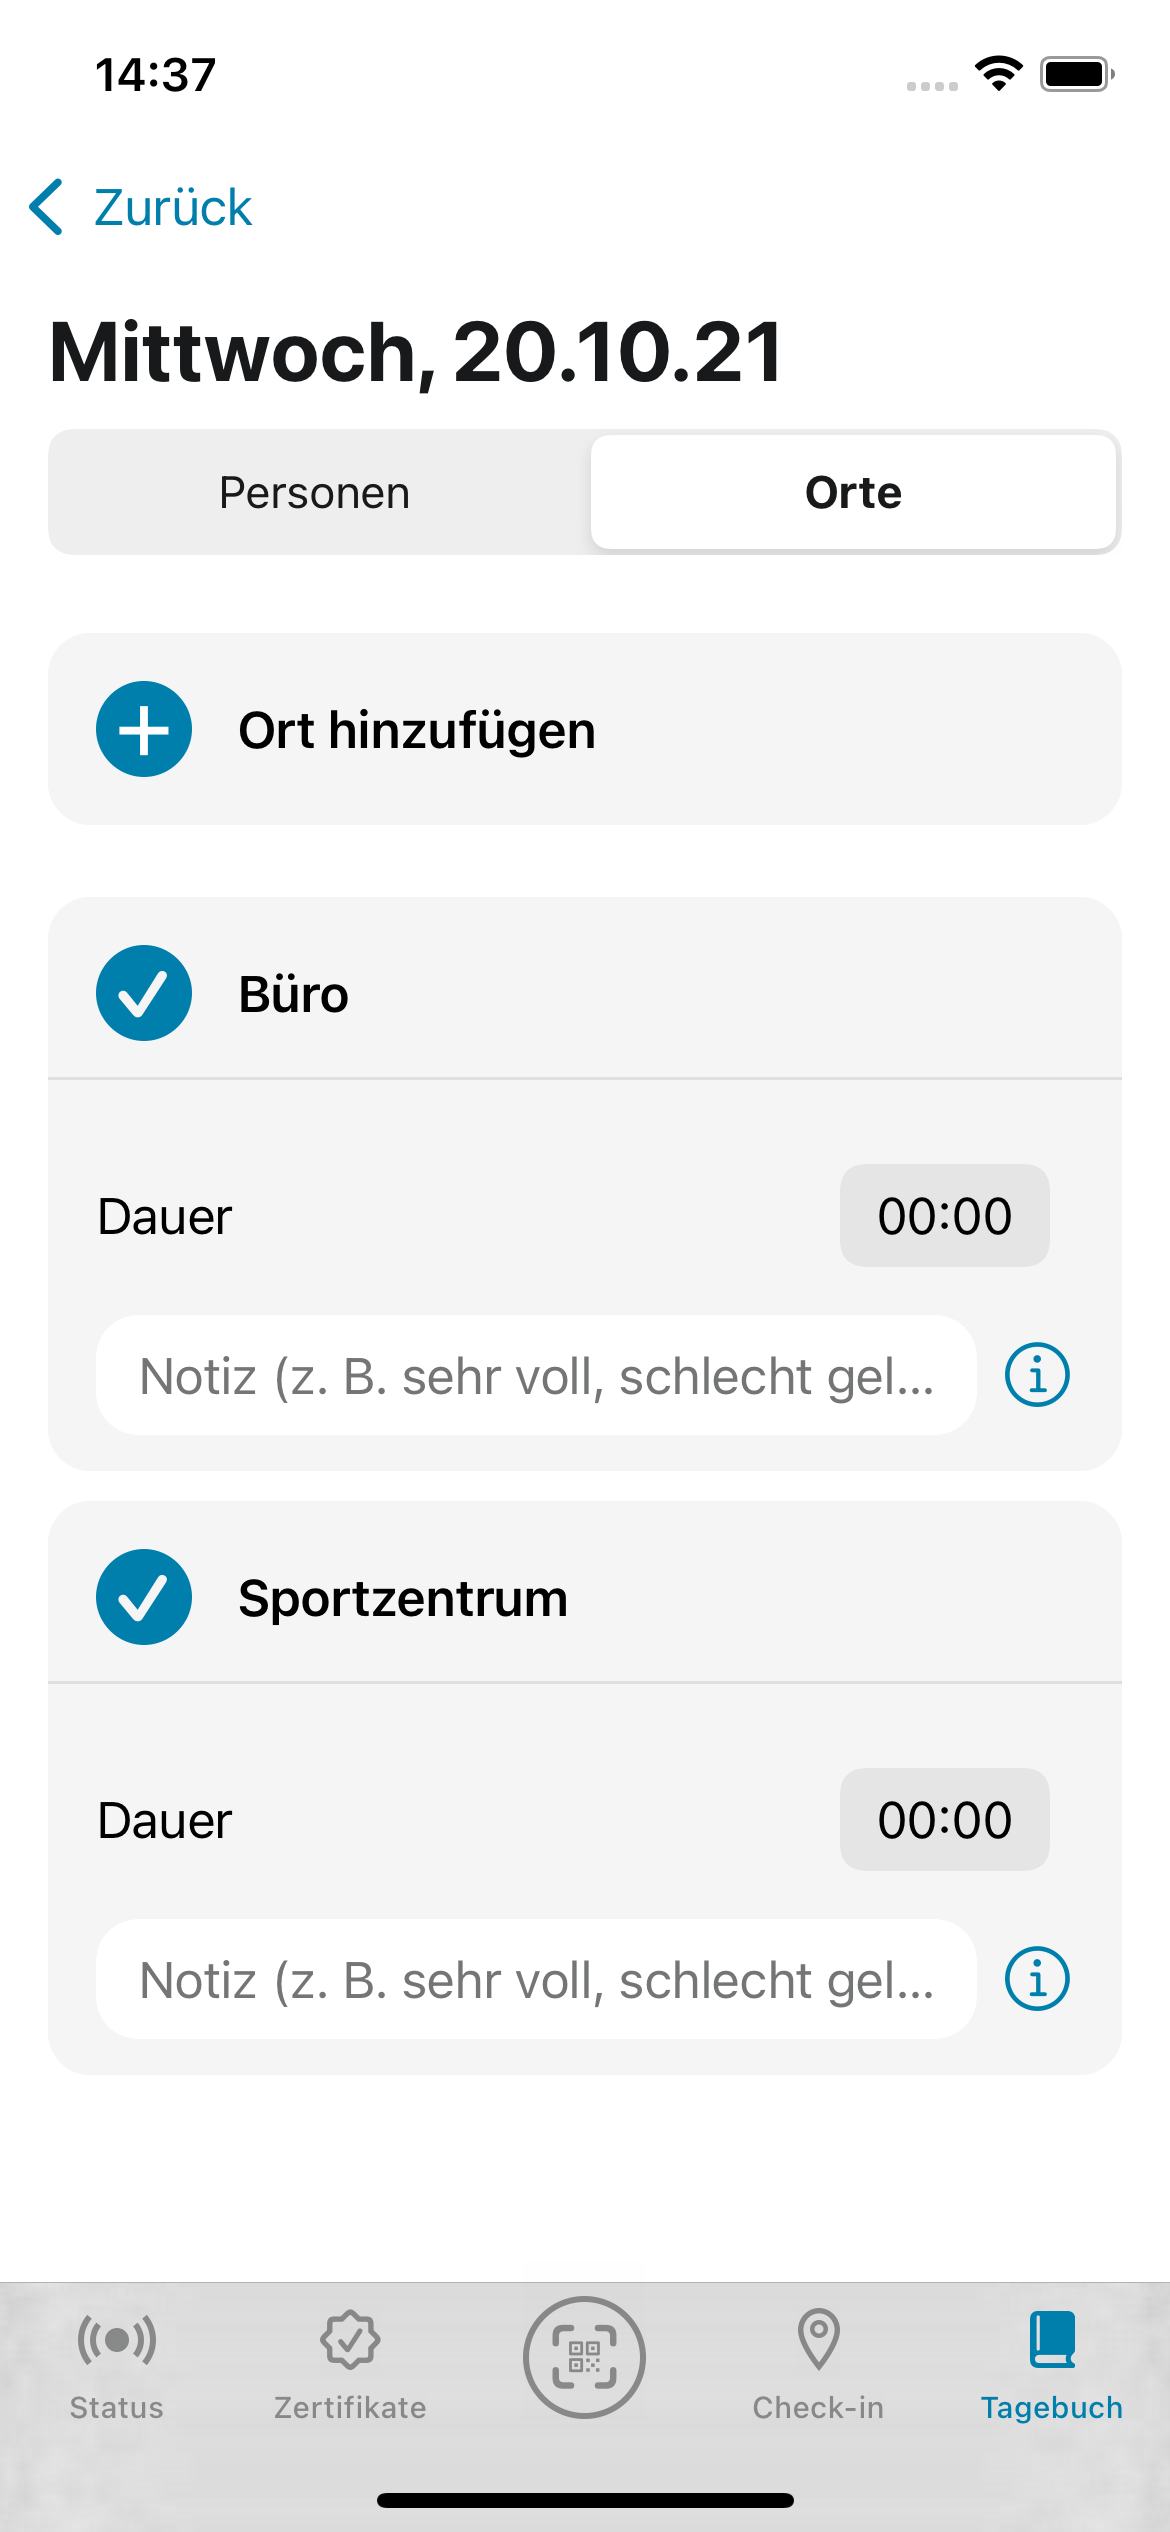 14:37
Zurück
Mittwoch, 20.10.21
Personen
Orte
Ort hinzufügen
Büro
Dauer
00:00
Notiz (z. B. sehr voll, schlecht gel...
Sportzentrum
Dauer
00:00
Notiz (z. B. sehr voll, schlecht gel...
Status
Zertifikate
Check-in
Tagebuch